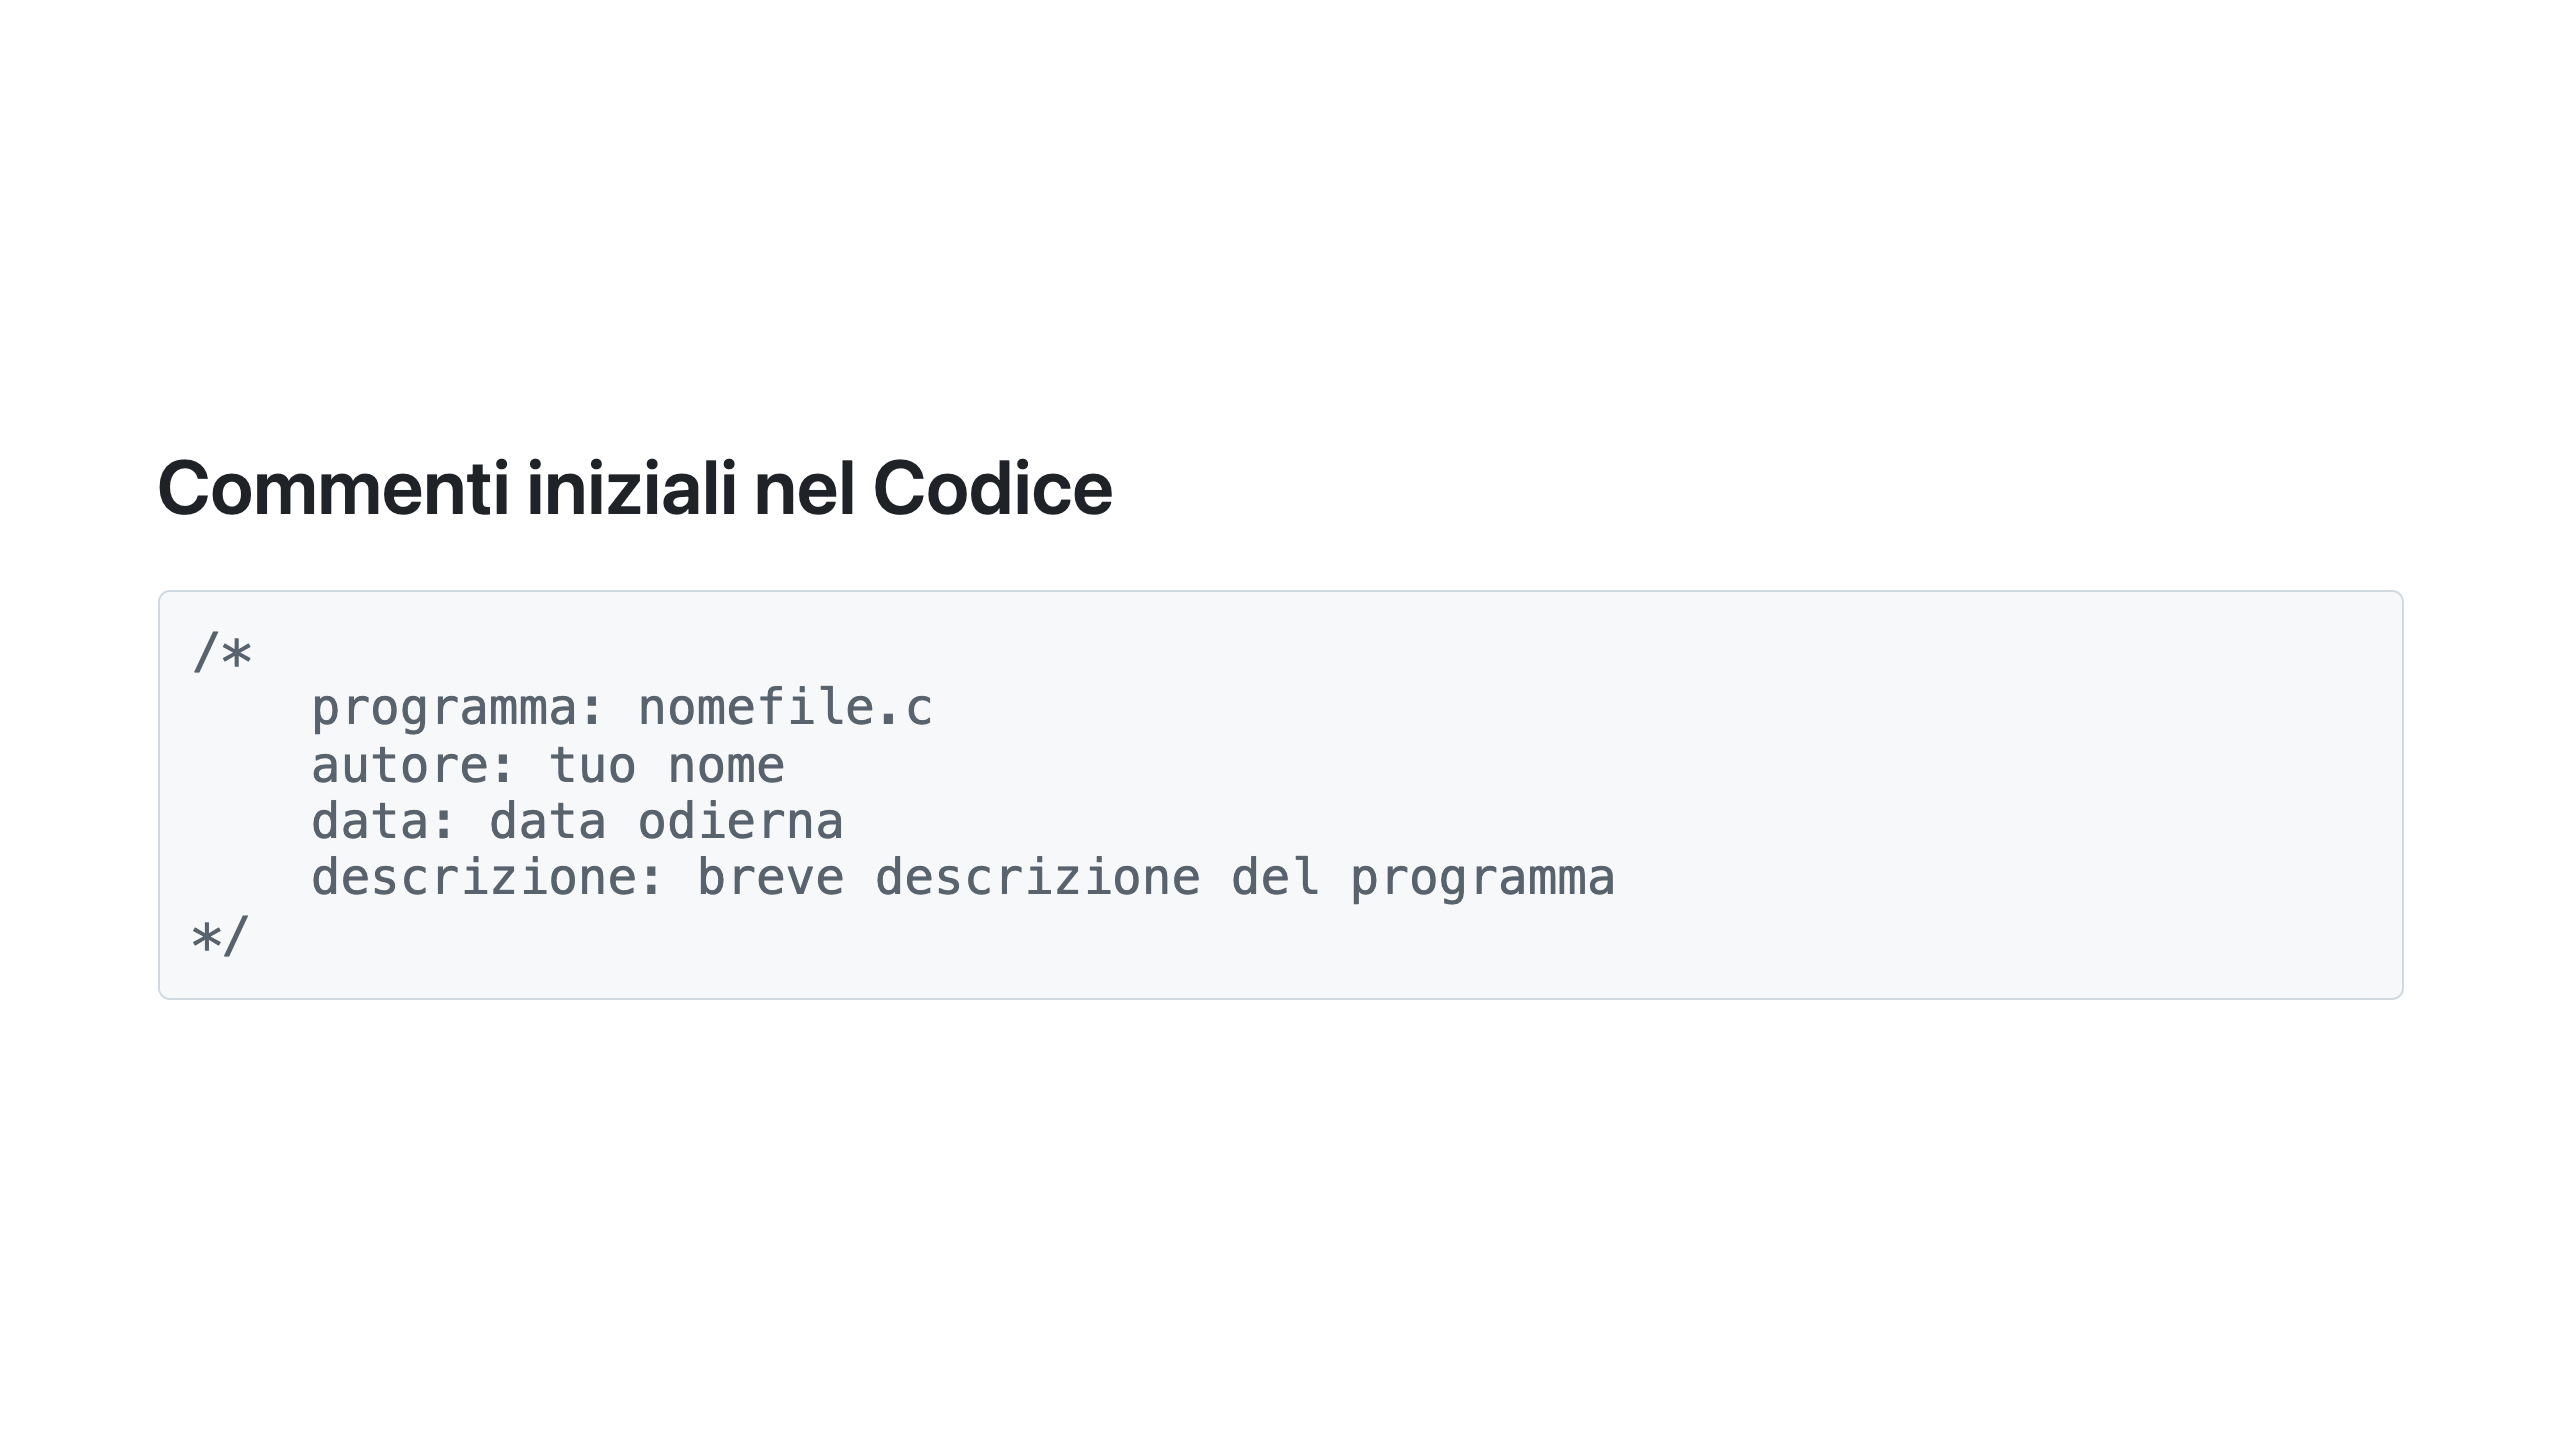 Commenti iniziali nel Codice
/*
programma: nomefile.c
autore: tuo nome
data: data odierna
descrizione: breve descrizione del programma
*/